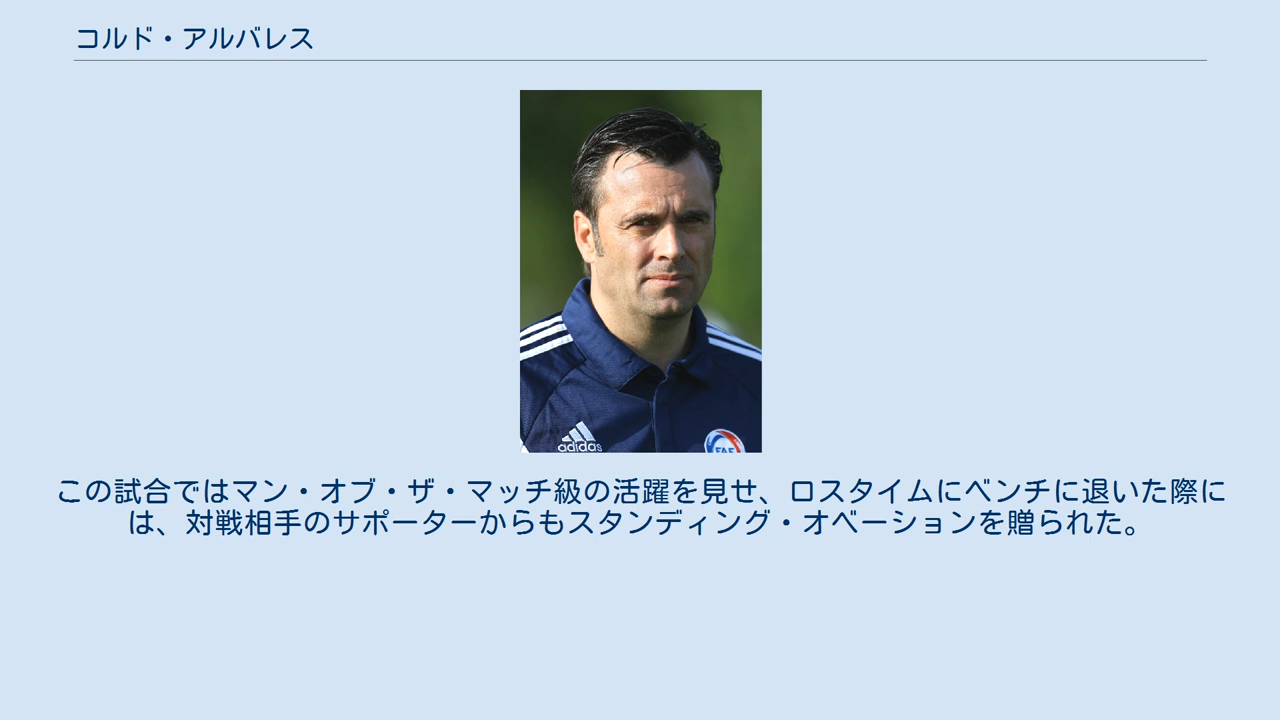 コルド・アルバレス
adidas
FAF
この試合ではマン・オブ・ザ・マッチ級の活躍を見せ、ロスタイムにベンチに退いた際に
は、対戦相手のサポーターからもスタンディング・オベーションを贈られた。